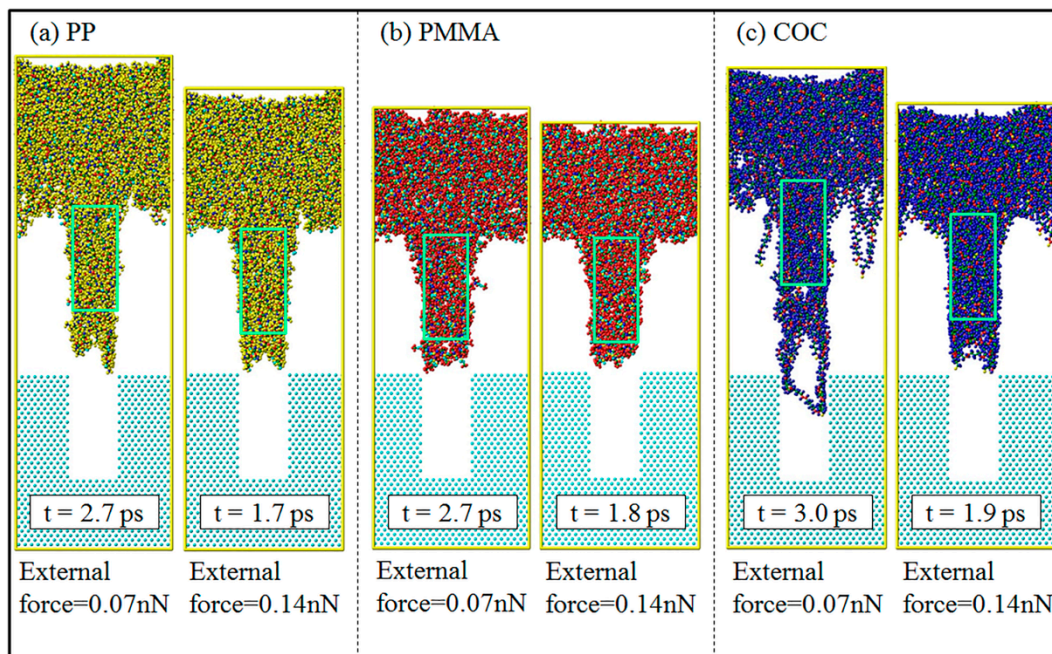 (a) PP
(b) PMMA
(c) COC
t = 2.7 ps
t = 1.7 ps
t = 2.7 ps
t = 1.8 ps
t = 3.0 ps
t = 1.9 ps
External
force=0.07nN
External
force=0.14nN
External
force=0.07nN
External
force=0.14nN
External
force=0.07nN
External
force=0.14nN